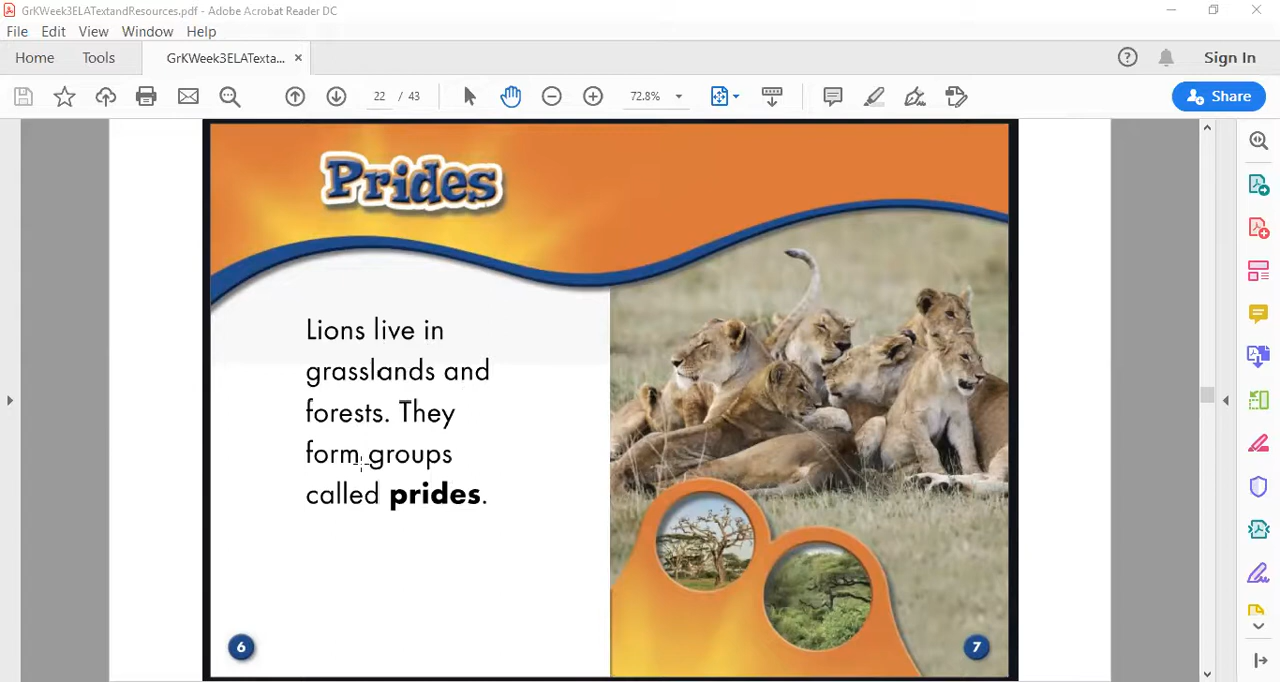 GrKWeek3ELATextandResources.pdf - Adobe Acrobat Reader DC
File Edit View Window Help
Home Tools GrKWeek3ELATexta... × Sign In
22 / 43 72.8% Share
Prides
Lions live in
grasslands and
forests. They
form groups
called prides.
6 7